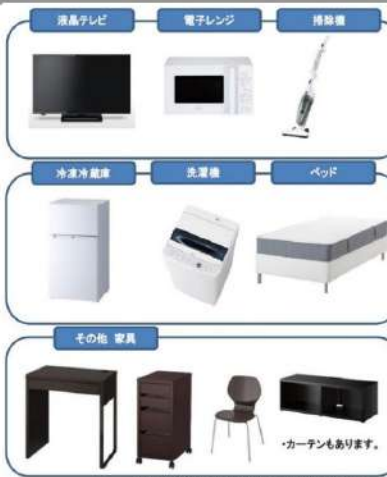 液晶テレビ
電子レンジ
掃除機
冷凍冷蔵庫
洗濯機
ベッド
その他 家具
・カーテンもあります。